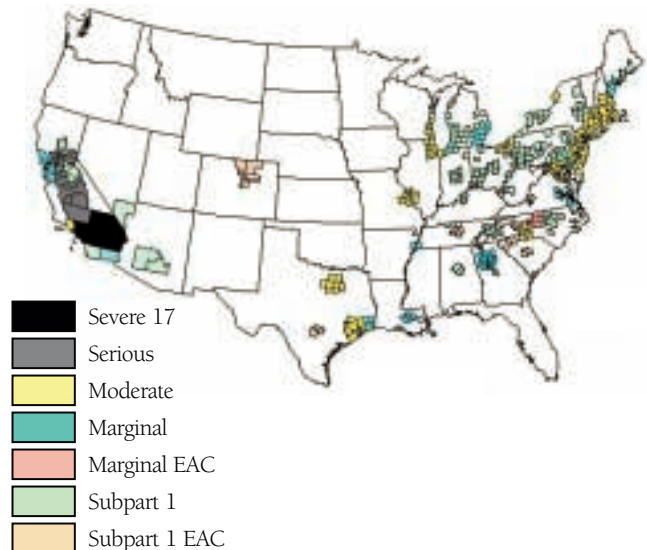 Severe 17
Serious
Moderate
Marginal
Marginal EAC
Subpart 1
Subpart 1 EAC